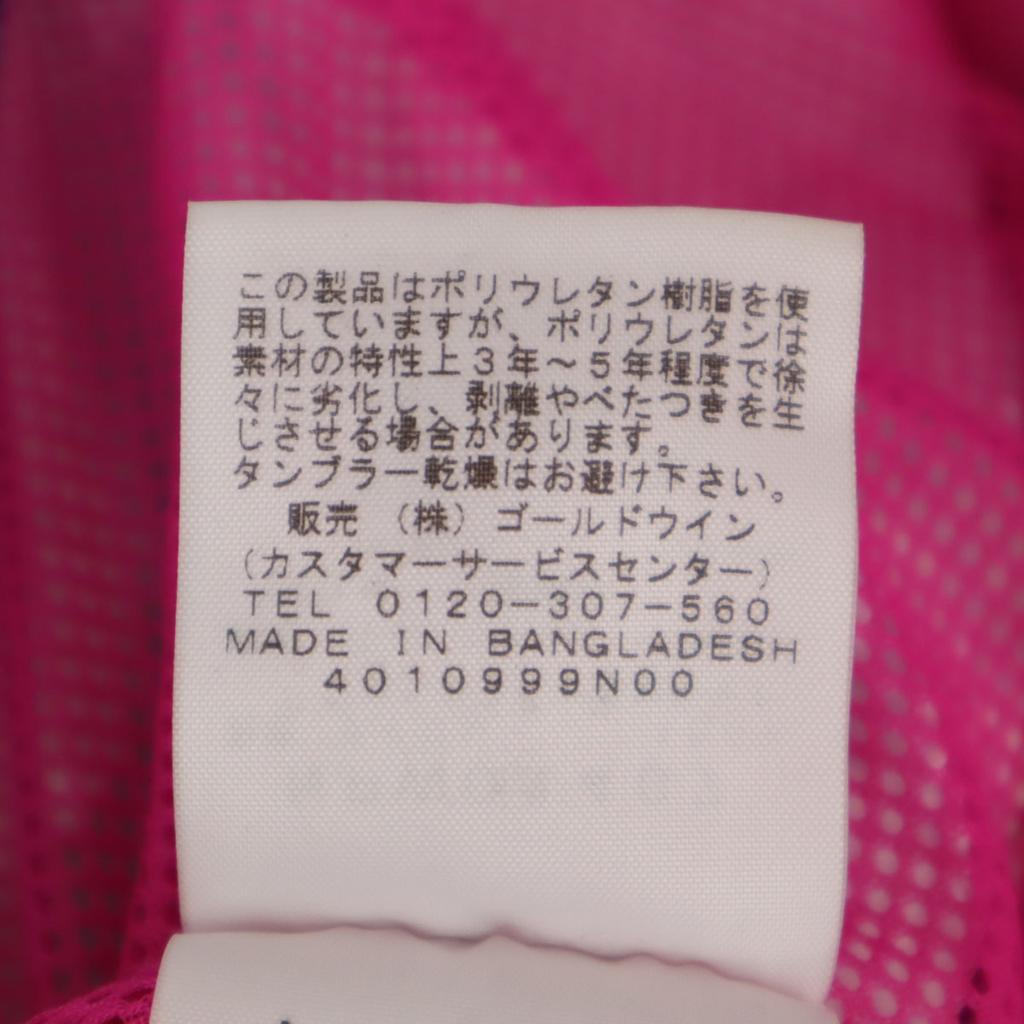 この製品はポリウレタン樹脂を使
用していますが、ポリウレタンは
素材の特性上3年～5年程度で徐
々に劣化し、剥離やべたつきを生
じさせる場合があります。
タンブラー乾燥はお避け下さい。
販売 （株）ゴールドウイン
（カスタマーサービスセンター）
TEL 0120-307-560
MADE IN BANGLADESH
4010999N00